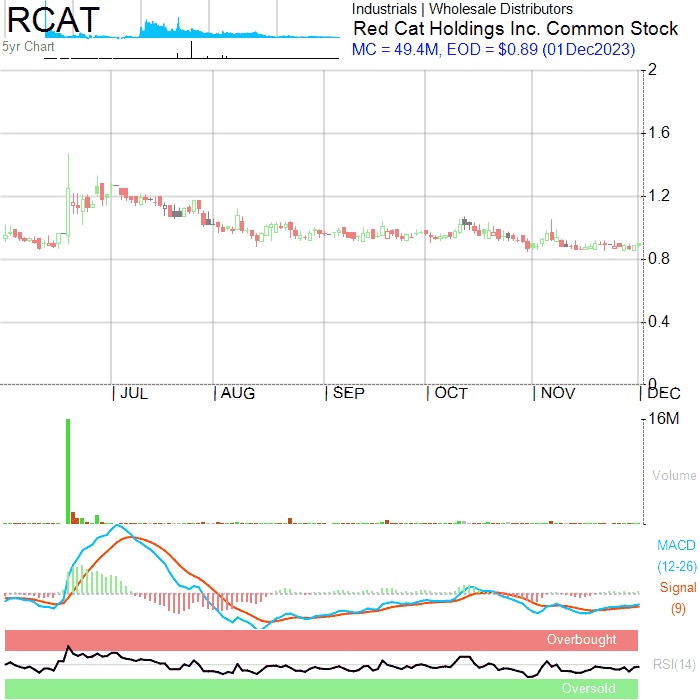 RCAT
5yr Chart
Industrials | Wholesale Distributors
Red Cat Holdings Inc. Common Stock
MC = 49.4M, EOD = $0.89 (01Dec2023)
2
1.6
1.2
0.8
0.4
0
| JUL | AUG | SEP | OCT | NOV | DEC
16M
Volume
MACD
(12-26)
Signal
(9)
Overbought
RSI(14)
Oversold